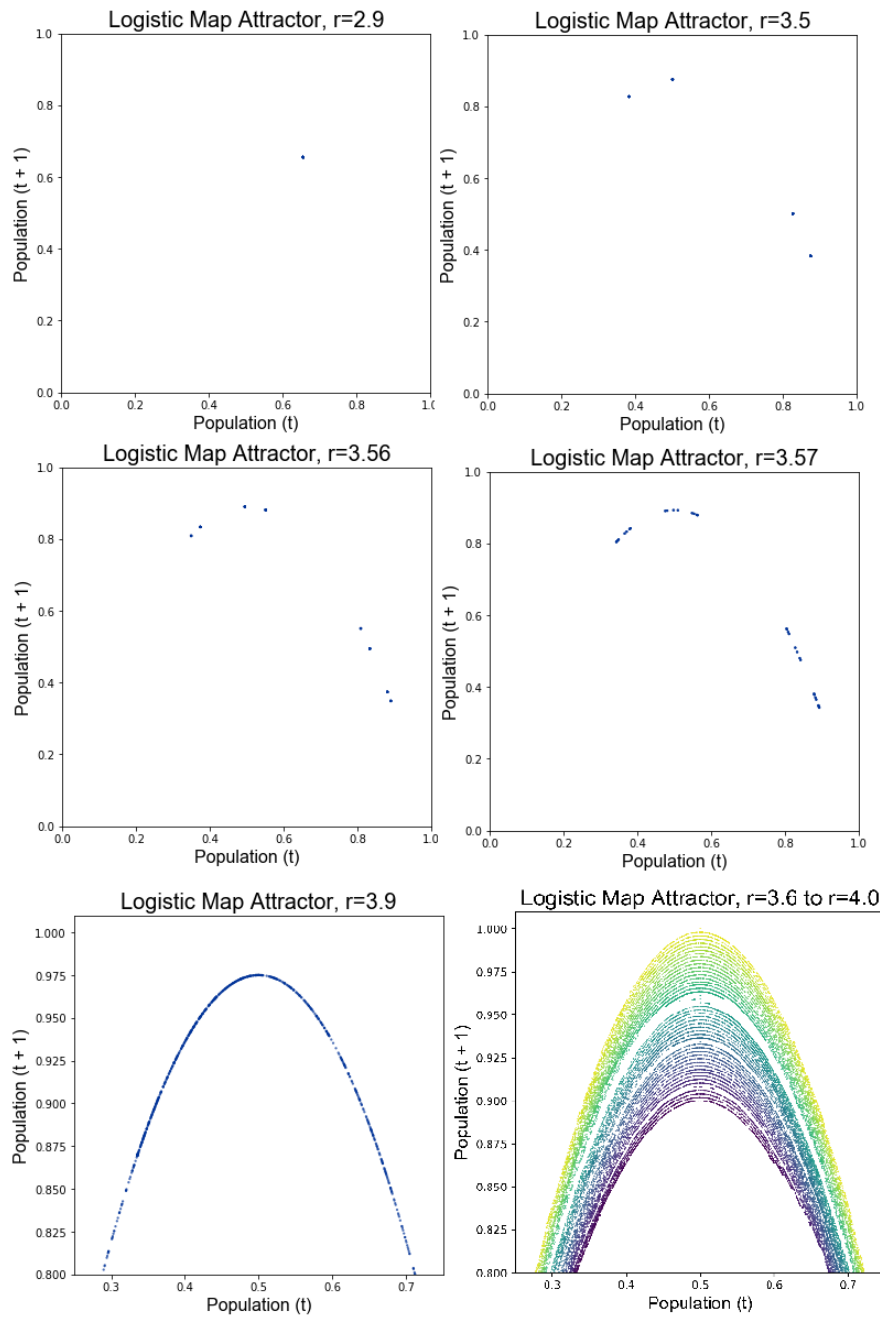 Logistic Map Attractor, r=2.9
1.0
0.8
0.6
0.4
0.2
0.0
Population (t + 1)
0.0 0.2 0.4 0.6 0.8 1.0
Population (t)
Logistic Map Attractor, r=3.5
1.0
0.8
0.6
0.4
0.2
0.0
Population (t + 1)
0.0 0.2 0.4 0.6 0.8 1.0
Population (t)
Logistic Map Attractor, r=3.56
1.0
0.8
0.6
0.4
0.2
0.0
Population (t + 1)
0.0 0.2 0.4 0.6 0.8 1.0
Population (t)
Logistic Map Attractor, r=3.57
1.0
0.8
0.6
0.4
0.2
0.0
Population (t + 1)
0.0 0.2 0.4 0.6 0.8 1.0
Population (t)
Logistic Map Attractor, r=3.9
1.000
0.975
0.950
0.925
0.900
0.875
0.850
0.825
0.800
Population (t + 1)
0.3 0.4 0.5 0.6 0.7
Population (t)
Logistic Map Attractor, r=3.6 to r=4.0
1.000
0.975
0.950
0.925
0.900
0.875
0.850
0.825
0.800
Population (t + 1)
0.3 0.4 0.5 0.6 0.7
Population (t)